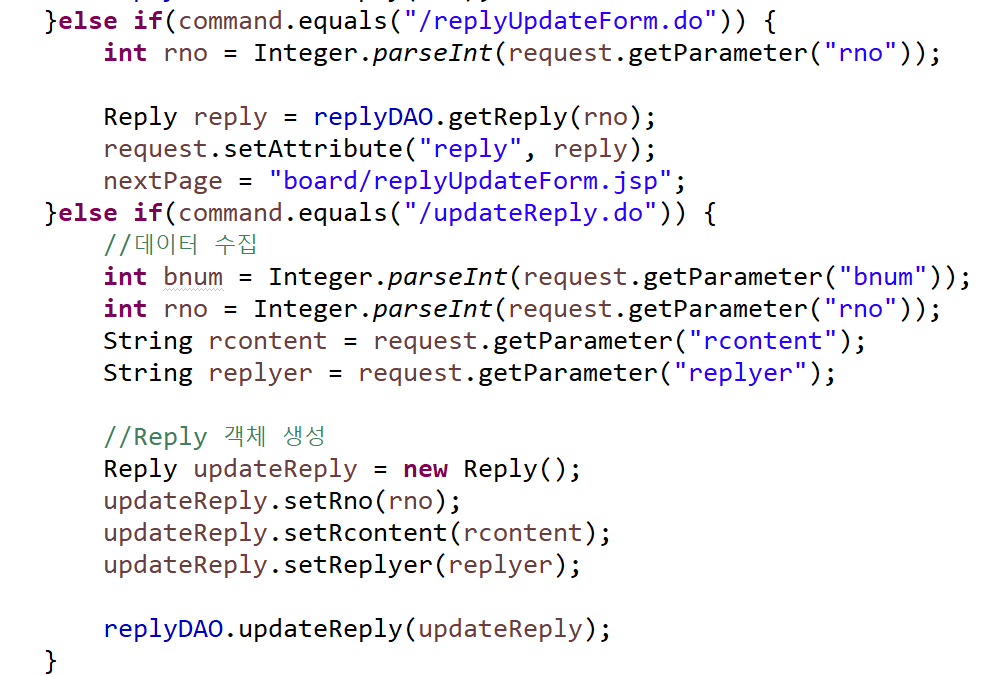 }else if(command.equals("/replyUpdateForm.do")) {
int rno = Integer.parseInt(request.getParameter("rno"));
Reply reply = replyDAO.getReply(rno);
request.setAttribute("reply", reply);
nextPage = "board/replyUpdateForm.jsp";
}else if(command.equals("/updateReply.do")) {
//데이터 수집
int bnum = Integer.parseInt(request.getParameter("bnum"));
int rno = Integer.parseInt(request.getParameter("rno"));
String rcontent = request.getParameter("rcontent");
String replyer = request.getParameter("replyer");
//Reply 객체 생성
Reply updateReply = new Reply();
updateReply.setRno(rno);
updateReply.setRcontent(rcontent);
updateReply.setReplyer(replyer);
replyDAO.updateReply(updateReply);
}